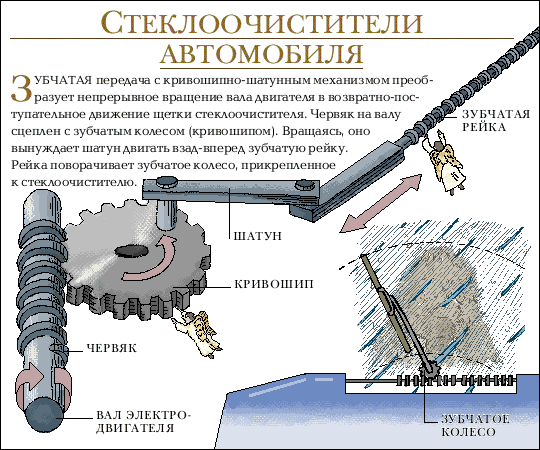 СТЕКЛООЧИСТИТЕЛИ
АВТОМОБИЛЯ
ЗУБЧАТАЯ передача с кривошипно-шатунным механизмом преоб-
разует непрерывное вращение вала двигателя в возвратно-пос-
тупательное движение щетки стеклоочистителя. Червяк на валу
сцеплен с зубчатым колесом (кривошипом). Вращаясь, оно
вынуждает шатун двигать взад-вперед зубчатую рейку.
Рейка поворачивает зубчатое колесо, прикрепленное
к стеклоочистителю.
ЗУБЧАТАЯ
РЕЙКА
ШАТУН
КРИВОШИП
ЧЕРВЯК
ВАЛ ЭЛЕКТРО-
ДВИГАТЕЛЯ
ЗУБЧАТОЕ
КОЛЕСО